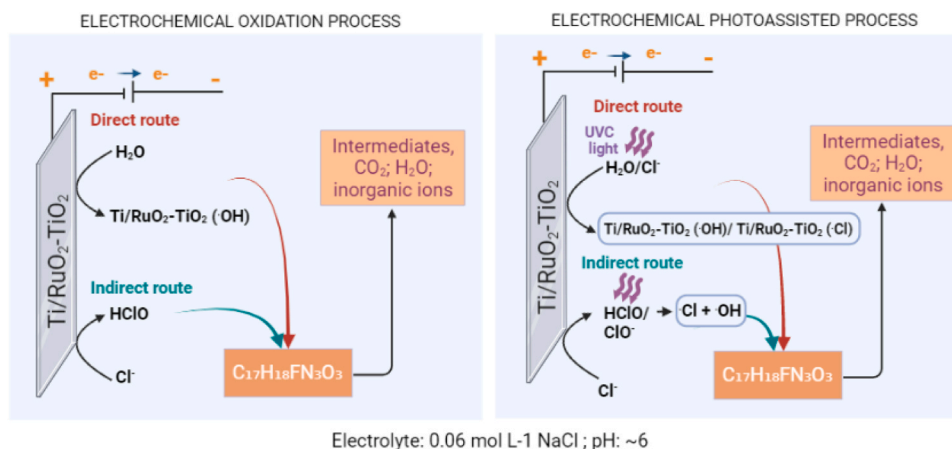 ELECTROCHEMICAL OXIDATION PROCESS
+ e- e- -
Direct route
H₂O
Ti/RuO₂-TiO₂ (·OH)
Indirect route
HClO
Cl⁻
Ti/RuO₂-TiO₂
Intermediates,
CO₂; H₂O;
inorganic ions
C₁₇H₁₈FN₃O₃
ELECTROCHEMICAL PHOTOASSISTED PROCESS
+ e- e- -
Direct route
UVC
light
H₂O/Cl⁻
Ti/RuO₂-TiO₂ (·OH)/ Ti/RuO₂-TiO₂ (·Cl)
Indirect route
HClO/
ClO⁻
·Cl + ·OH
Cl⁻
Ti/RuO₂-TiO₂
Intermediates,
CO₂; H₂O;
inorganic ions
C₁₇H₁₈FN₃O₃
Electrolyte: 0.06 mol L-1 NaCl ; pH: ~6